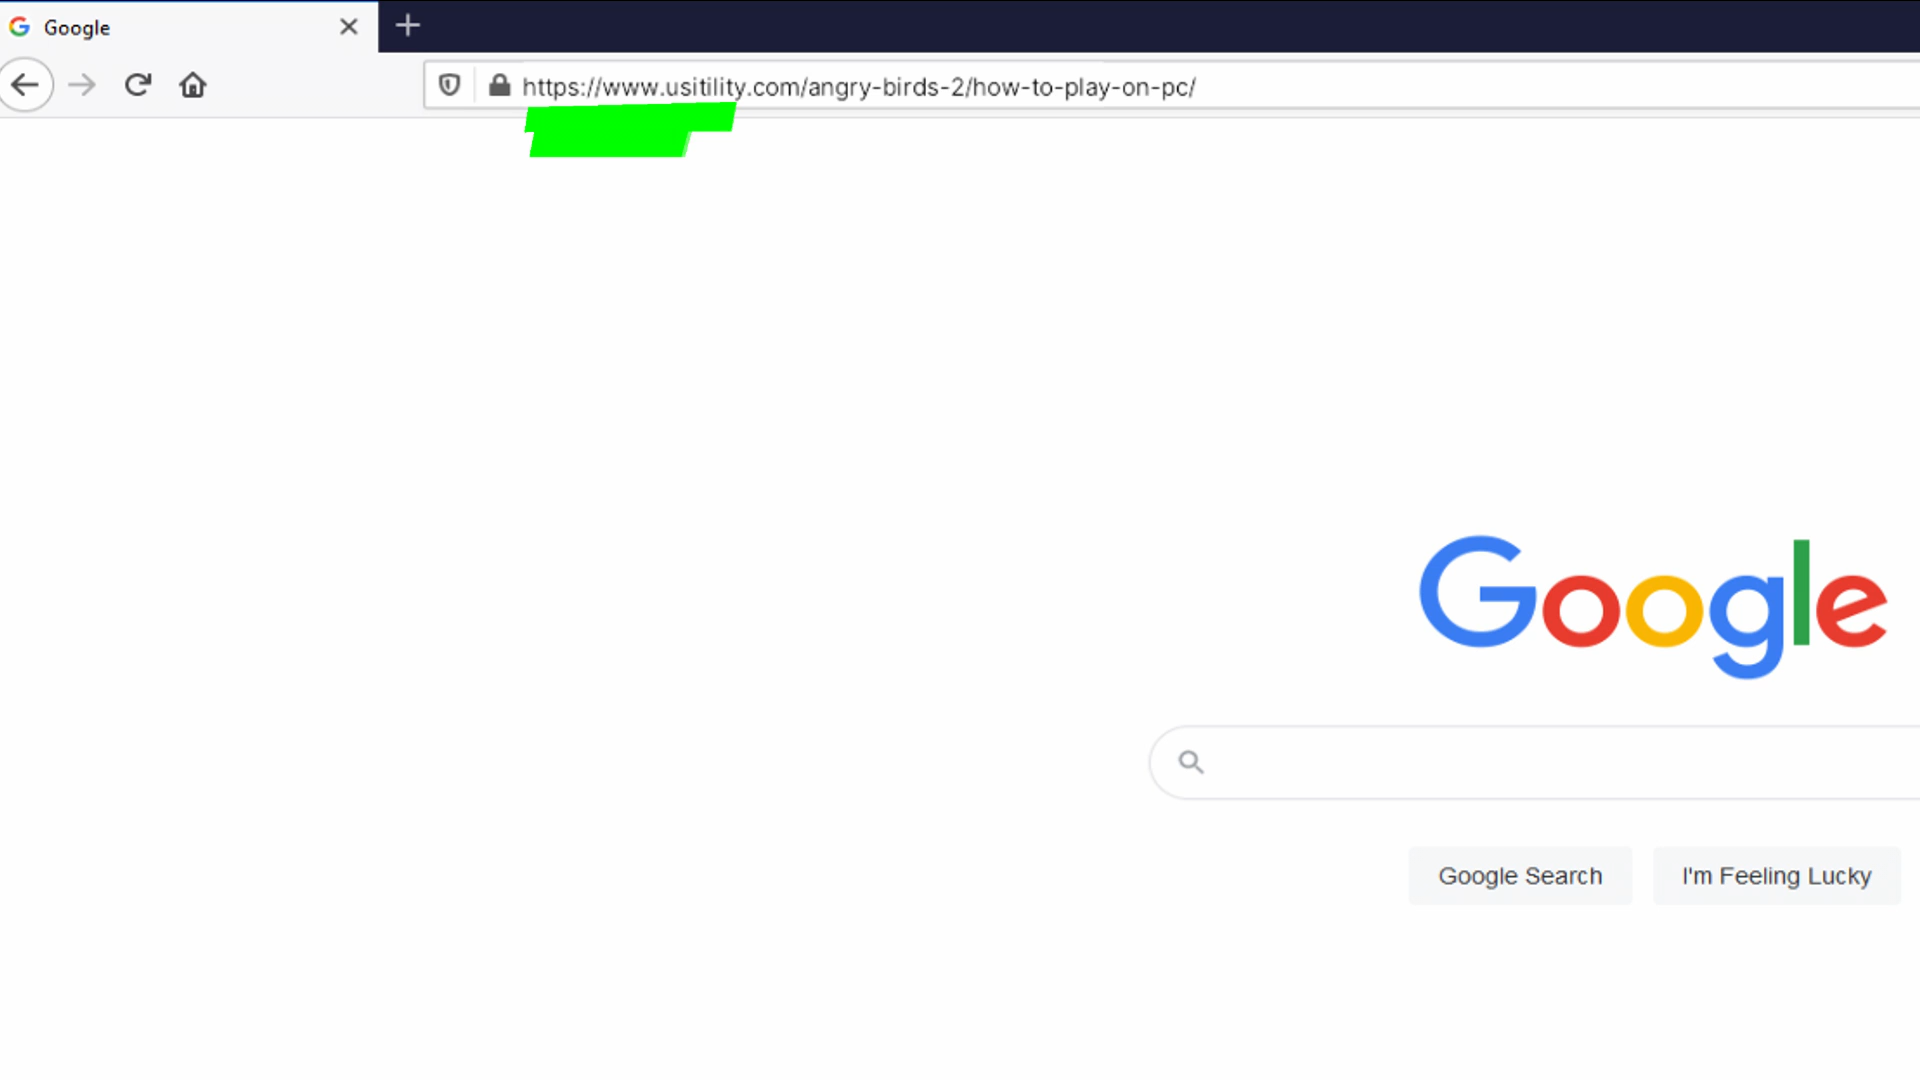 Google
https://www.usitility.com/angry-birds-2/how-to-play-on-pc/
Google
Google Search
I'm Feeling Lucky